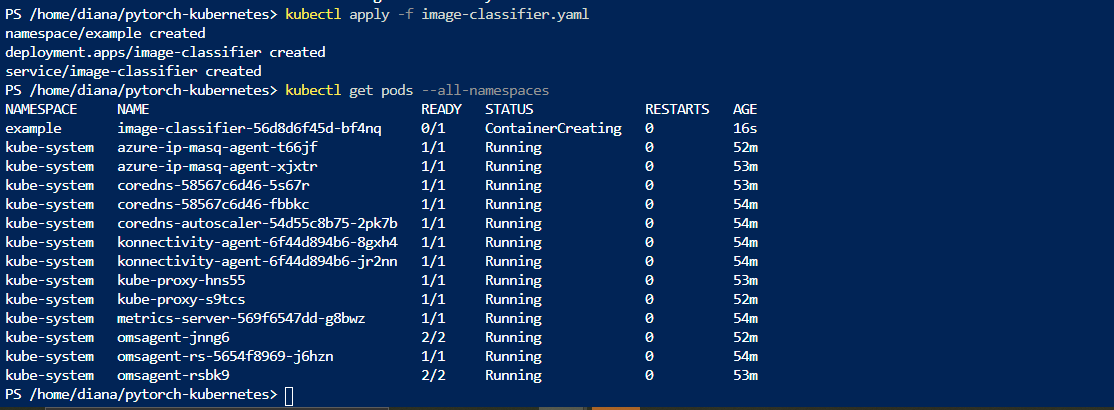 PS /home/diana/pytorch-kubernetes> kubectl apply -f image-classifier.yaml
namespace/example created
deployment.apps/image-classifier created
service/image-classifier created
PS /home/diana/pytorch-kubernetes> kubectl get pods --all-namespaces
NAMESPACE NAME READY STATUS RESTARTS AGE
example image-classifier-56d8d6f45d-bf4nq 0/1 ContainerCreating 0 16s
kube-system azure-ip-masq-agent-t66jf 1/1 Running 0 52m
kube-system azure-ip-masq-agent-xjxtr 1/1 Running 0 53m
kube-system coredns-58567c6d46-5s67r 1/1 Running 0 53m
kube-system coredns-58567c6d46-fbbkc 1/1 Running 0 54m
kube-system coredns-autoscaler-54d55c8b75-2pk7b 1/1 Running 0 54m
kube-system konnectivity-agent-6f44d894b6-8gxh4 1/1 Running 0 54m
kube-system konnectivity-agent-6f44d894b6-jr2nn 1/1 Running 0 54m
kube-system kube-proxy-hns55 1/1 Running 0 53m
kube-system kube-proxy-s9tcs 1/1 Running 0 52m
kube-system metrics-server-569f6547dd-g8bwz 1/1 Running 0 54m
kube-system omsagent-jnng6 2/2 Running 0 52m
kube-system omsagent-rs-5654f8969-j6hzn 1/1 Running 0 54m
kube-system omsagent-rsbk9 2/2 Running 0 53m
PS /home/diana/pytorch-kubernetes>